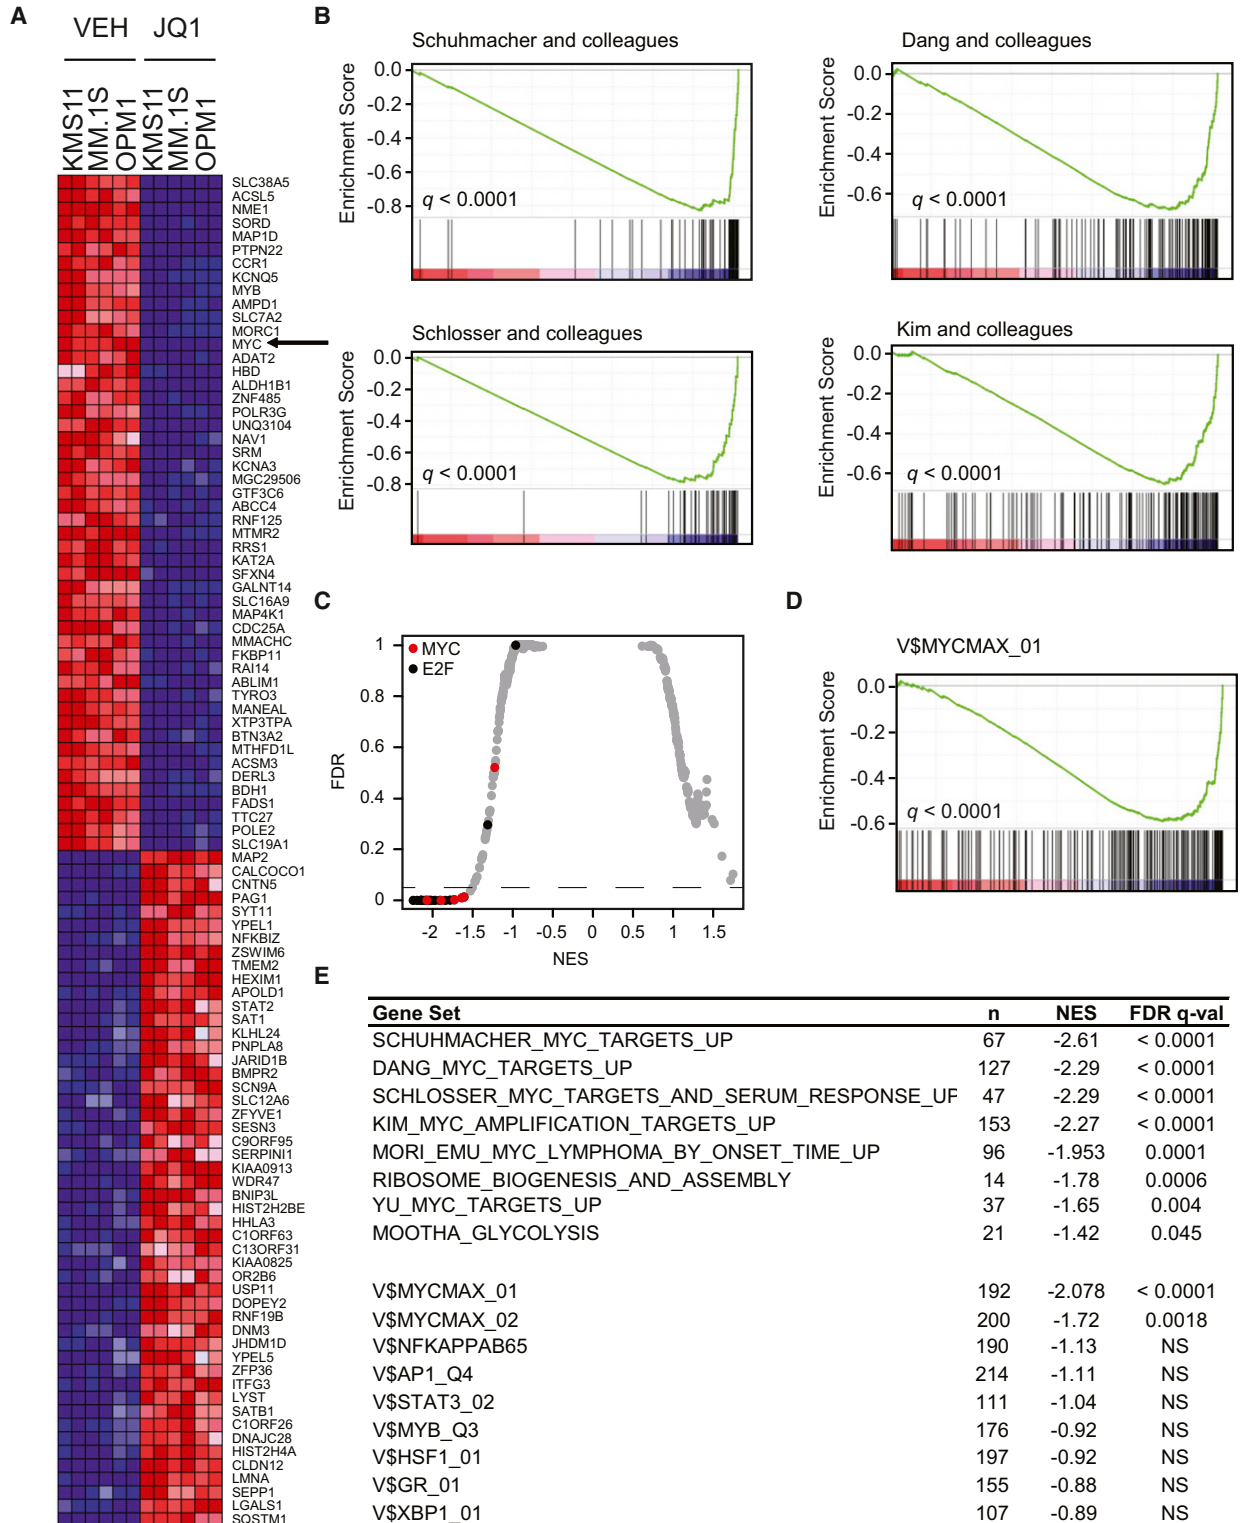 A
VEH JQ1
KMS11
MM.1S
OPM1
KMS11
MM.1S
OPM1
SLC38A5
ACSL5
NME1
SORD
MAP1D
PTPN22
CCR1
KCNQ5
MYB
AMPD1
SLC7A2
MORC1
MYC
ADAT2
HBD
ALDH1B1
ZNF485
POLR3G
UNQ3104
NAV1
SRM
KCNA3
MGC29506
GTF3C6
ABCC4
RNF125
MTMR2
RRS1
KAT2A
SFXN4
GALNT14
SLC16A9
MAP4K1
CDC25A
MMACHC
FKBP11
RAI14
ABLIM1
TYRO3
MANEAL
XTP3TPA
BTN3A2
MTHFD1L
ACSM3
DERL3
BDH1
FADS1
TTC27
POLE2
SLC19A1
MAP2
CALCOCO1
CNTN5
PAG1
SYT11
YPEL1
NFKBIZ
ZSWIM6
TMEM2
HEXIM1
APOLD1
STAT2
SAT1
KLHL24
PNPLA8
JARID1B
BMPR2
SCN9A
SLC12A6
ZFYVE1
SESN3
C9ORF95
SERPINI1
KIAA0913
WDR47
BNIP3L
HIST2H2BE
HHLA3
C1ORF63
C13ORF31
KIAA0825
OR2B6
USP11
DOPEY2
RNF19B
DNM3
JHDM1D
YPEL5
ZFP36
ITFG3
LYST
SATB1
C1ORF26
DNAJC28
HIST2H4A
CLDN12
LMNA
SEPP1
LGALS1
SQSTM1
B
Schuhmacher and colleagues
Enrichment Score
0.0
-0.2
-0.4
-0.6
-0.8
q < 0.0001
Dang and colleagues
Enrichment Score
0.0
-0.2
-0.4
-0.6
q < 0.0001
Schlosser and colleagues
Enrichment Score
0.0
-0.2
-0.4
-0.6
-0.8
q < 0.0001
Kim and colleagues
Enrichment Score
0.0
-0.2
-0.4
-0.6
q < 0.0001
C
MYC
E2F
FDR
1
0.8
0.6
0.4
0.2
0
-2 -1.5 -1 -0.5 0 0.5 1 1.5
NES
D
V$MYCMAX_01
Enrichment Score
0.0
-0.2
-0.4
-0.6
q < 0.0001
E
Gene Set n NES FDR q-val
SCHUHMACHER_MYC_TARGETS_UP 67 -2.61 < 0.0001
DANG_MYC_TARGETS_UP 127 -2.29 < 0.0001
SCHLOSSER_MYC_TARGETS_AND_SERUM_RESPONSE_UP 47 -2.29 < 0.0001
KIM_MYC_AMPLIFICATION_TARGETS_UP 153 -2.27 < 0.0001
MORI_EMU_MYC_LYMPHOMA_BY_ONSET_TIME_UP 96 -1.953 0.0001
RIBOSOME_BIOGENESIS_AND_ASSEMBLY 14 -1.78 0.0006
YU_MYC_TARGETS_UP 37 -1.65 0.004
MOOTHA_GLYCOLYSIS 21 -1.42 0.045
V$MYCMAX_01 192 -2.078 < 0.0001
V$MYCMAX_02 200 -1.72 0.0018
V$NFKAPPAB65 190 -1.13 NS
V$AP1_Q4 214 -1.11 NS
V$STAT3_02 111 -1.04 NS
V$MYB_Q3 176 -0.92 NS
V$HSF1_01 197 -0.92 NS
V$GR_01 155 -0.88 NS
V$XBP1_01 107 -0.89 NS